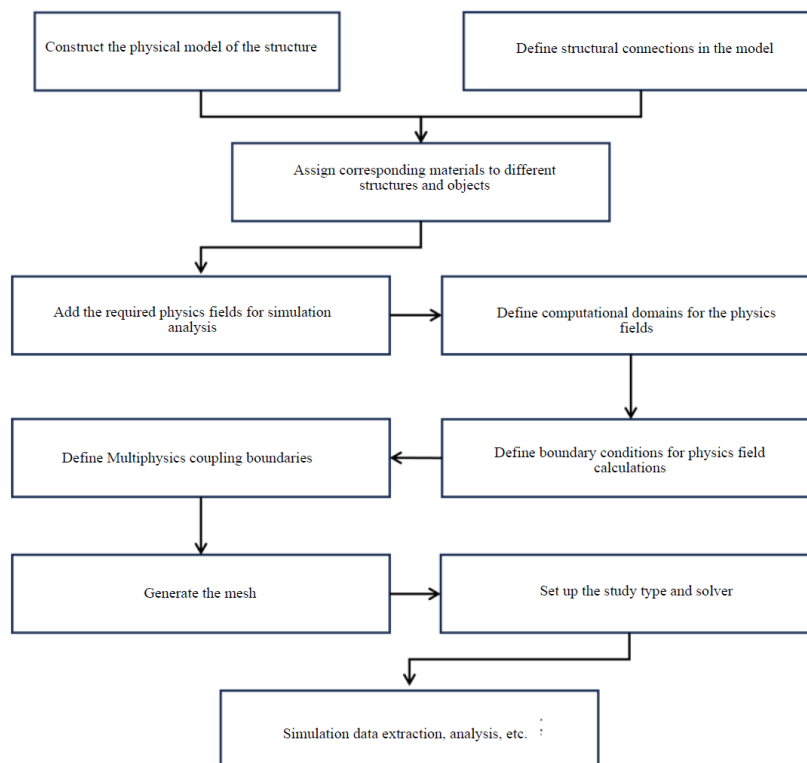 Construct the physical model of the structure
Define structural connections in the model
Assign corresponding materials to different
structures and objects
Add the required physics fields for simulation
analysis
Define computational domains for the physics
fields
Define Multiphysics coupling boundaries
Define boundary conditions for physics field
calculations
Generate the mesh
Set up the study type and solver
Simulation data extraction, analysis, etc.